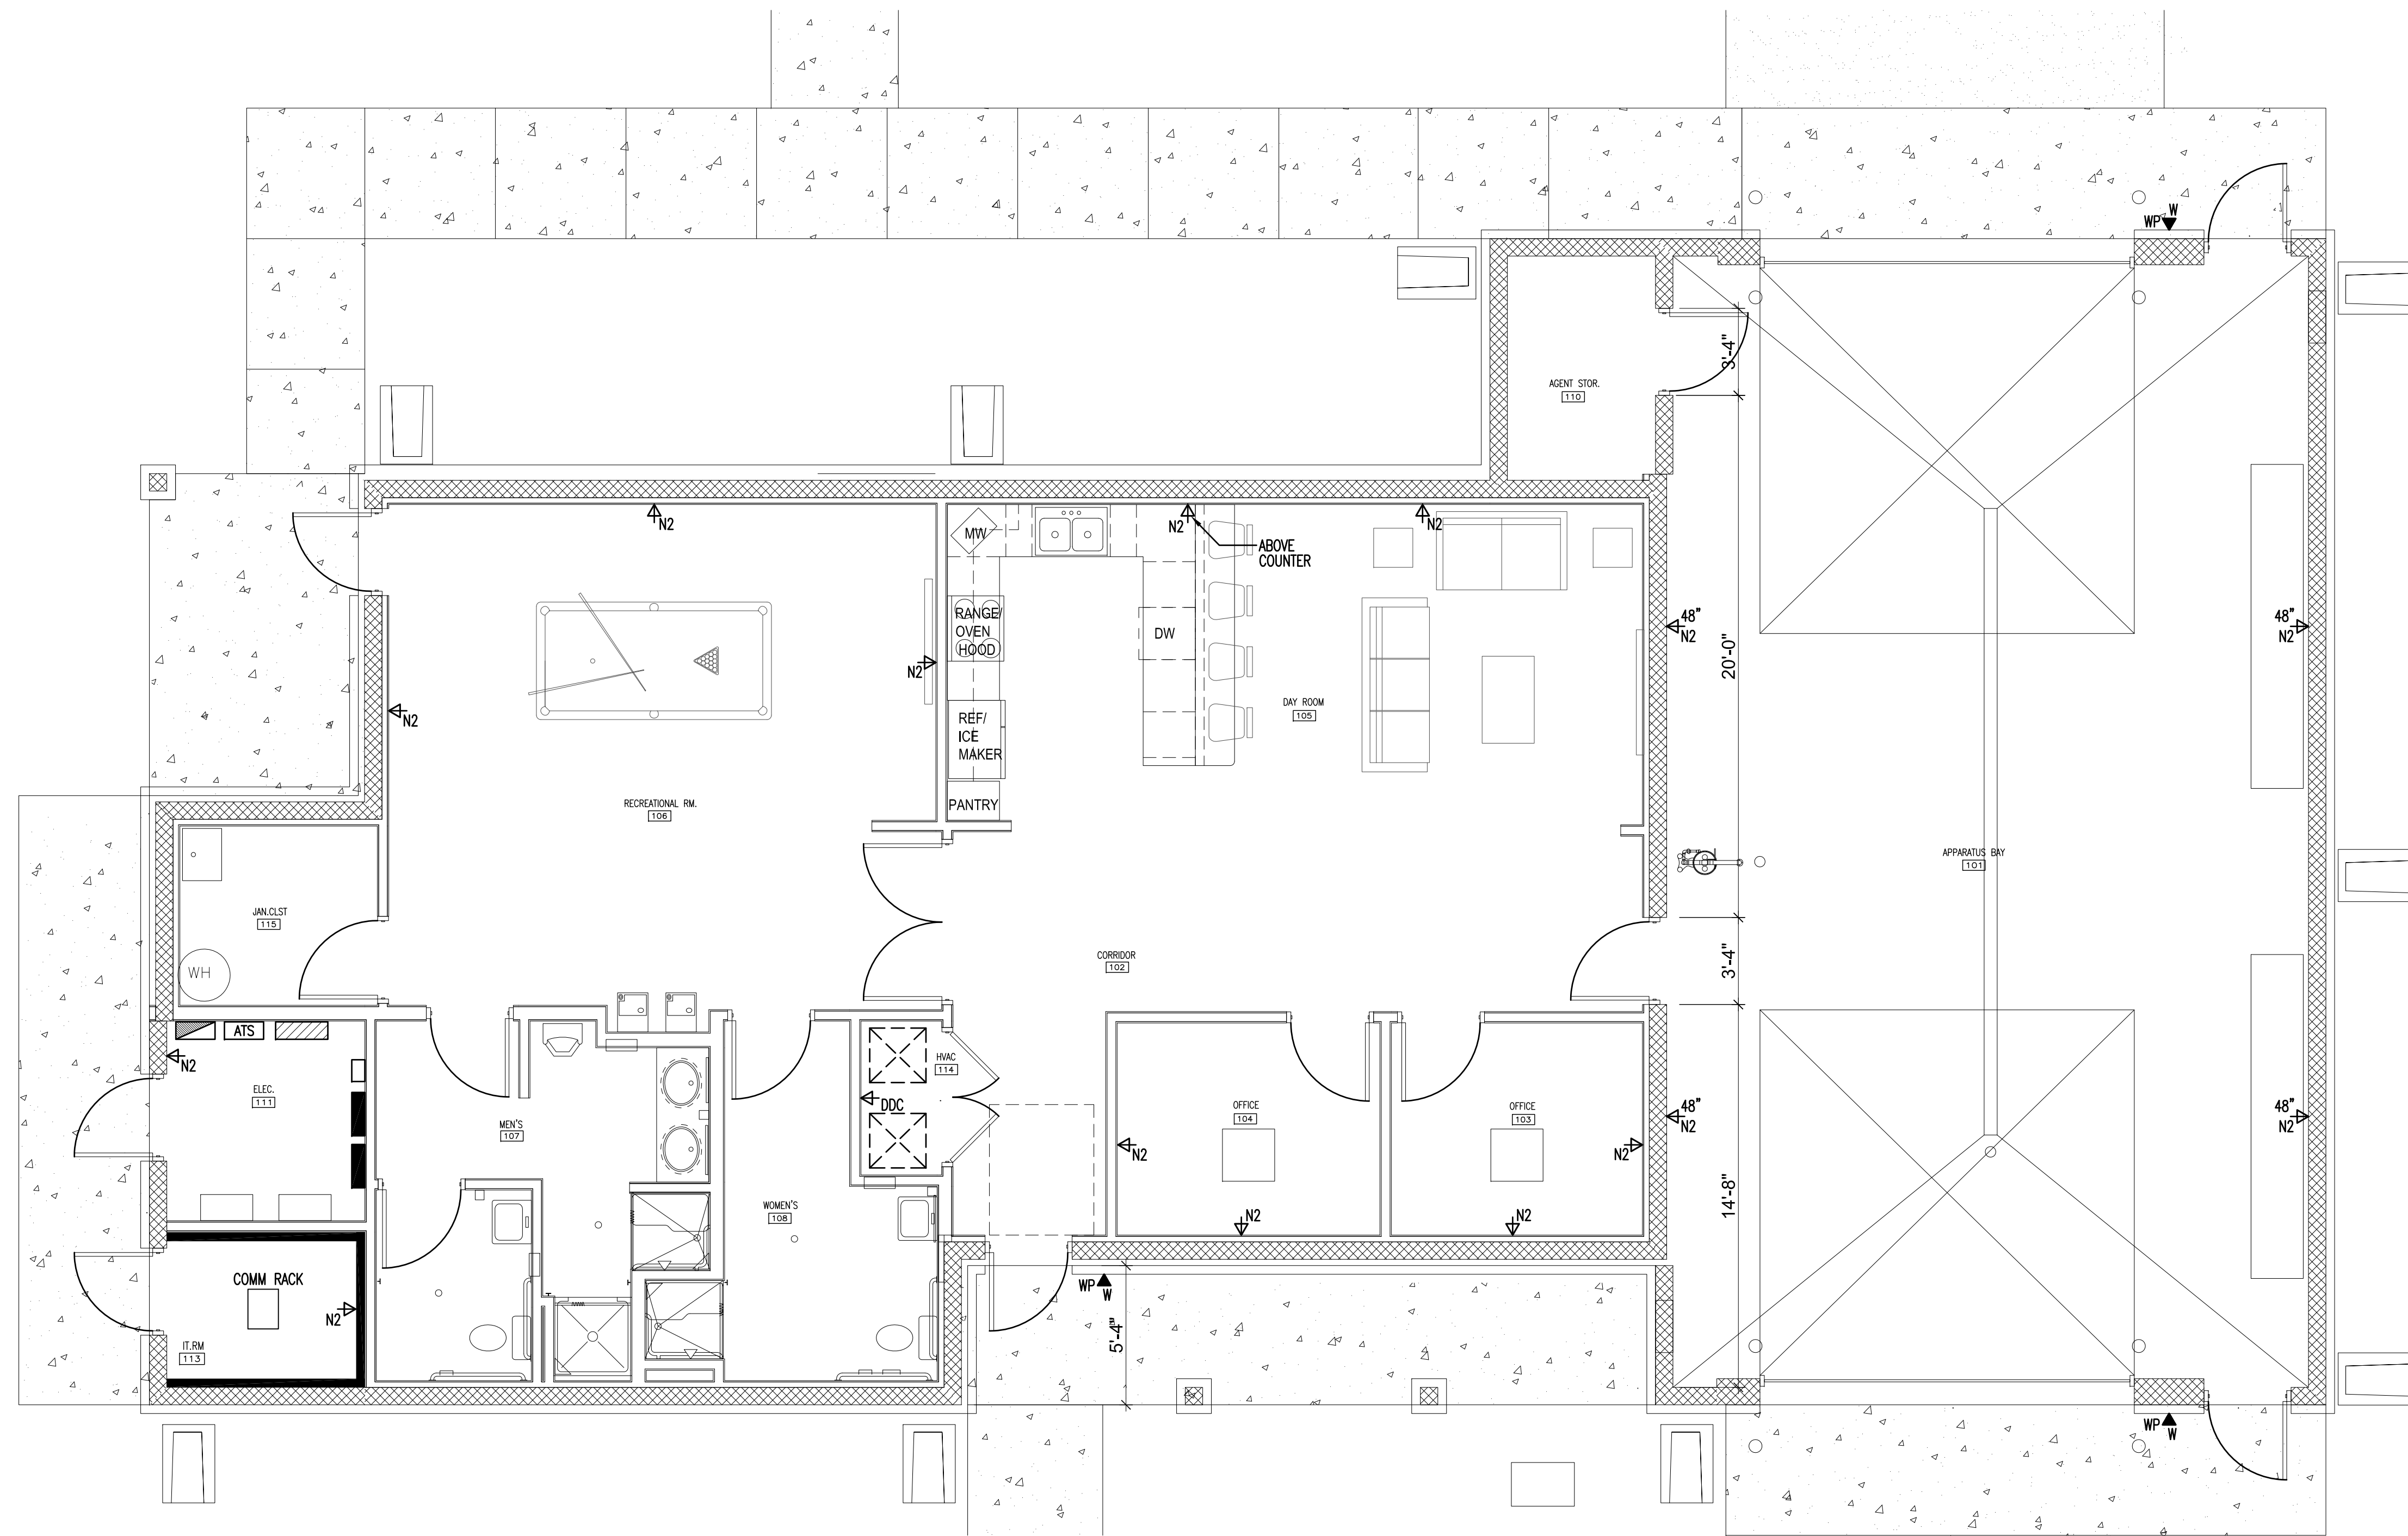 W
WP
3'-4"
AGENT STOR.
110
N2
N2
N2
MW
ABOVE
COUNTER
RANGE/
OVEN
HOOD
DW
N2
48"
N2
20'-0"
48"
N2
N2
REF/
ICE
MAKER
DAY ROOM
105
PANTRY
RECREATIONAL RM.
106
APPARATUS BAY
101
JAN.CLST
115
WH
CORRIDOR
102
3'-4"
ATS
N2
ELEC.
111
HVAC
114
DDC
MEN'S
107
OFFICE
104
OFFICE
103
48"
N2
48"
N2
N2
N2
WOMEN'S
108
N2
N2
14'-8"
COMM RACK
N2
IT.RM
113
WP
W
5'-4"
WP
W